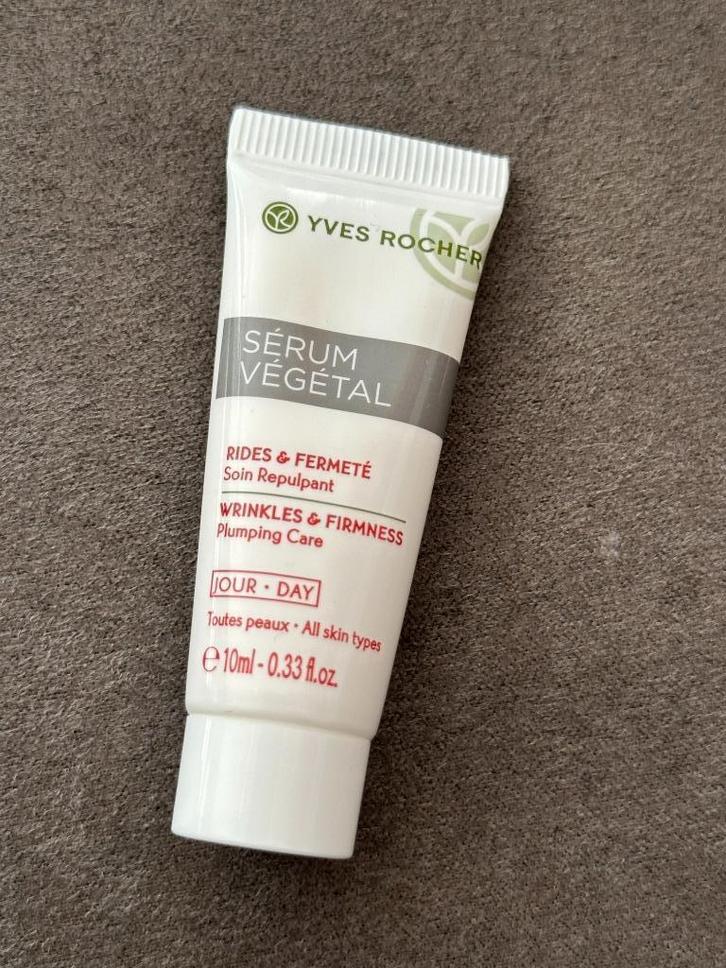 YVES ROCHER
SÉRUM
VÉGÉTAL
RIDES & FERMETÉ
Soin Repulpant
WRINKLES & FIRMNESS
Plumping Care
JOUR • DAY
Toutes peaux • All skin types
℮ 10ml - 0.33 fl.oz.